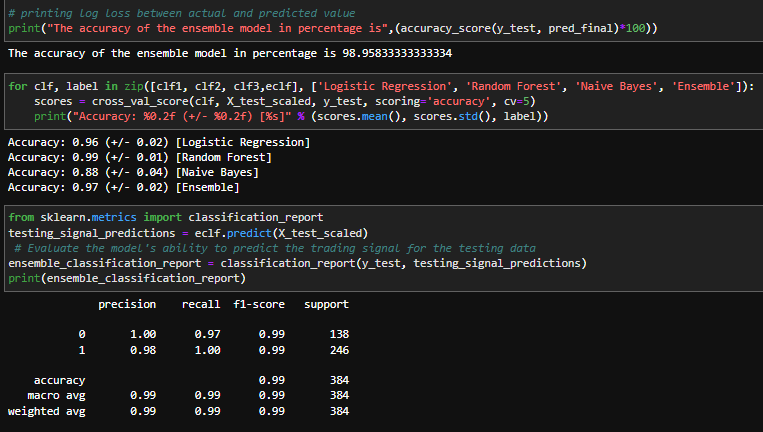 # printing log loss between actual and predicted value
print("The accuracy of the ensemble model in percentage is",(accuracy_score(y_test, pred_final)*100))
The accuracy of the ensemble model in percentage is 98.95833333333334
for clf, label in zip([clf1, clf2, clf3,eclf], ['Logistic Regression', 'Random Forest', 'Naive Bayes', 'Ensemble']):
    scores = cross_val_score(clf, X_test_scaled, y_test, scoring='accuracy', cv=5)
    print("Accuracy: %0.2f (+/- %0.2f) [%s]" % (scores.mean(), scores.std(), label))
Accuracy: 0.96 (+/- 0.02) [Logistic Regression]
Accuracy: 0.99 (+/- 0.01) [Random Forest]
Accuracy: 0.88 (+/- 0.04) [Naive Bayes]
Accuracy: 0.97 (+/- 0.02) [Ensemble]
from sklearn.metrics import classification_report
testing_signal_predictions = eclf.predict(X_test_scaled)
 # Evaluate the model's ability to predict the trading signal for the testing data
ensemble_classification_report = classification_report(y_test, testing_signal_predictions)
print(ensemble_classification_report)
              precision    recall  f1-score   support
           0       1.00      0.97      0.99       138
           1       0.98      1.00      0.99       246
    accuracy                           0.99       384
   macro avg       0.99      0.99      0.99       384
weighted avg       0.99      0.99      0.99       384